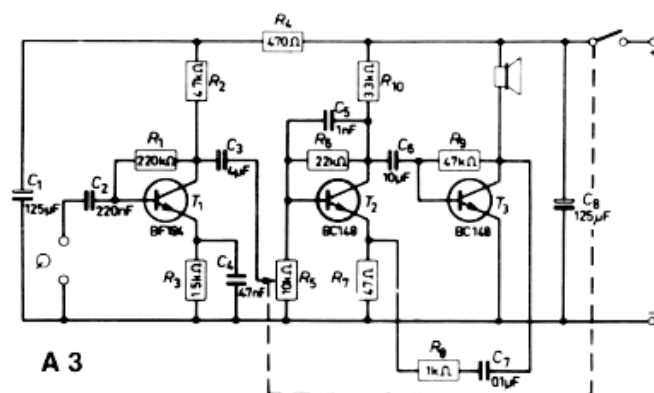 R4
470Ω
4.7kΩ
R2
3.3kΩ
R10
C5
1nF
R1
220kΩ
C3
4µF
R6
22kΩ
C6
10µF
R9
47kΩ
C1
125µF
C2
220nF
T1
BF184
T2
BC148
T3
BC148
C8
125µF
R3
1.5kΩ
C4
47nF
10kΩ
R5
R7
47Ω
A 3
R8
1kΩ
C7
0.1µF
+
-